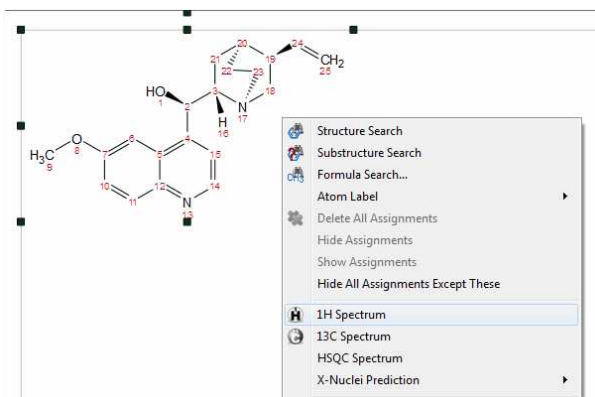 20
24
21
19
CH2
25
22
23
HO
1
3
18
2
N
17
H
16
O
8
6
4
H3C
9
7
5
15
10
12
14
11
N
13
Structure Search
Substructure Search
Formula Search...
Atom Label
Delete All Assignments
Hide Assignments
Show Assignments
Hide All Assignments Except These
1H Spectrum
13C Spectrum
HSQC Spectrum
X-Nuclei Prediction